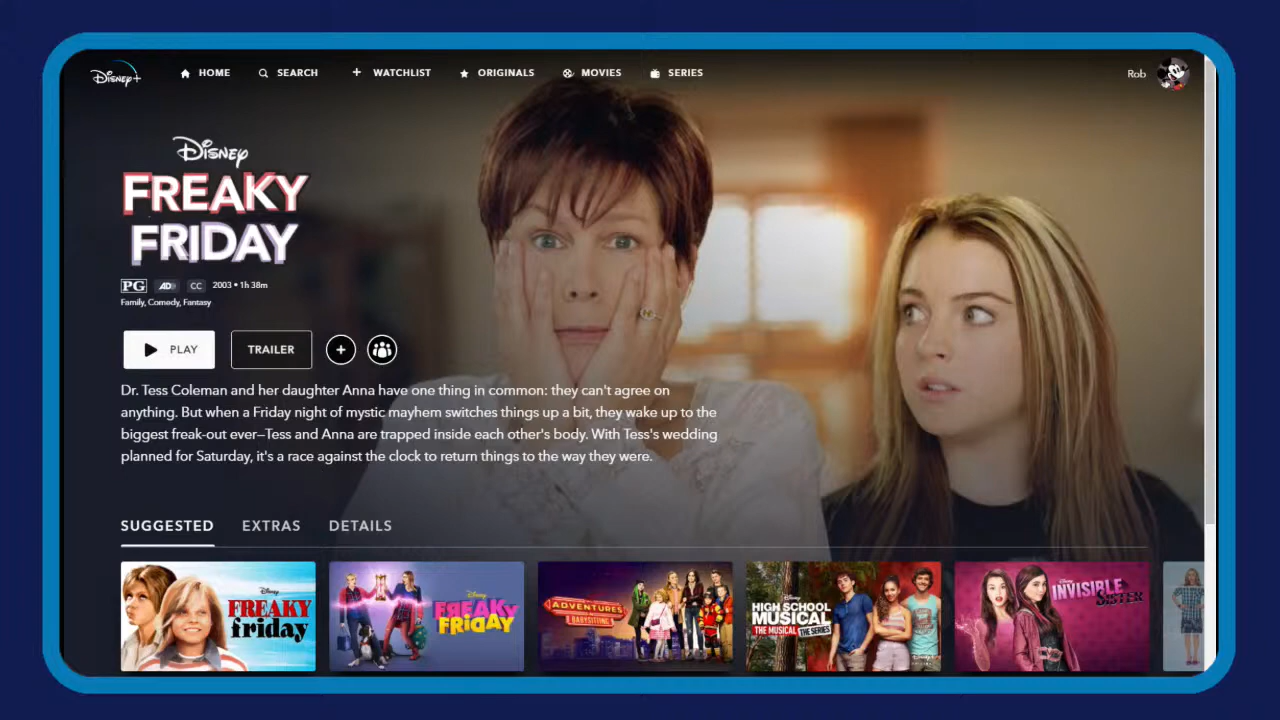 Disney+ HOME SEARCH WATCHLIST ORIGINALS MOVIES SERIES Rob
Disney
FREAKY
FRIDAY
PG AD CC 2003 • 1h 38m
Family, Comedy, Fantasy
PLAY TRAILER
Dr. Tess Coleman and her daughter Anna have one thing in common: they can't agree on
anything. But when a Friday night of mystic mayhem switches things up a bit, they wake up to the
biggest freak-out ever—Tess and Anna are trapped inside each other's body. With Tess's wedding
planned for Saturday, it's a race against the clock to return things to the way they were.
SUGGESTED EXTRAS DETAILS
Disney
FREAKY
friday
Disney
FREAKY
FRIDAY
ADVENTURES
IN BABYSITTING
Disney
HIGH SCHOOL
MUSICAL
THE MUSICAL THE SERIES
Disney+
Disney
INVISIBLE
SISTER